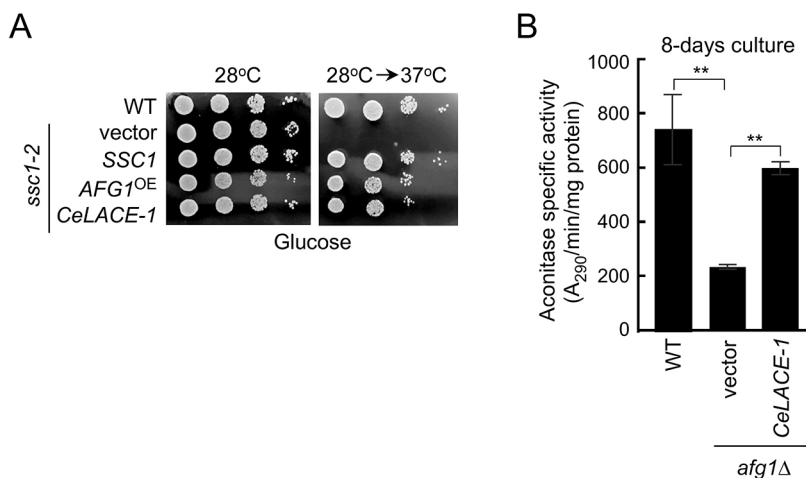 A
28°C
28°C→37°C
WT
vector
SSC1
AFG1OE
CeLACE-1
ssc1-2
Glucose
B
8-days culture
**
**
Aconitase specific activity
(A290/min/mg protein)
1000
800
600
400
200
0
WT
vector
CeLACE-1
afg1Δ